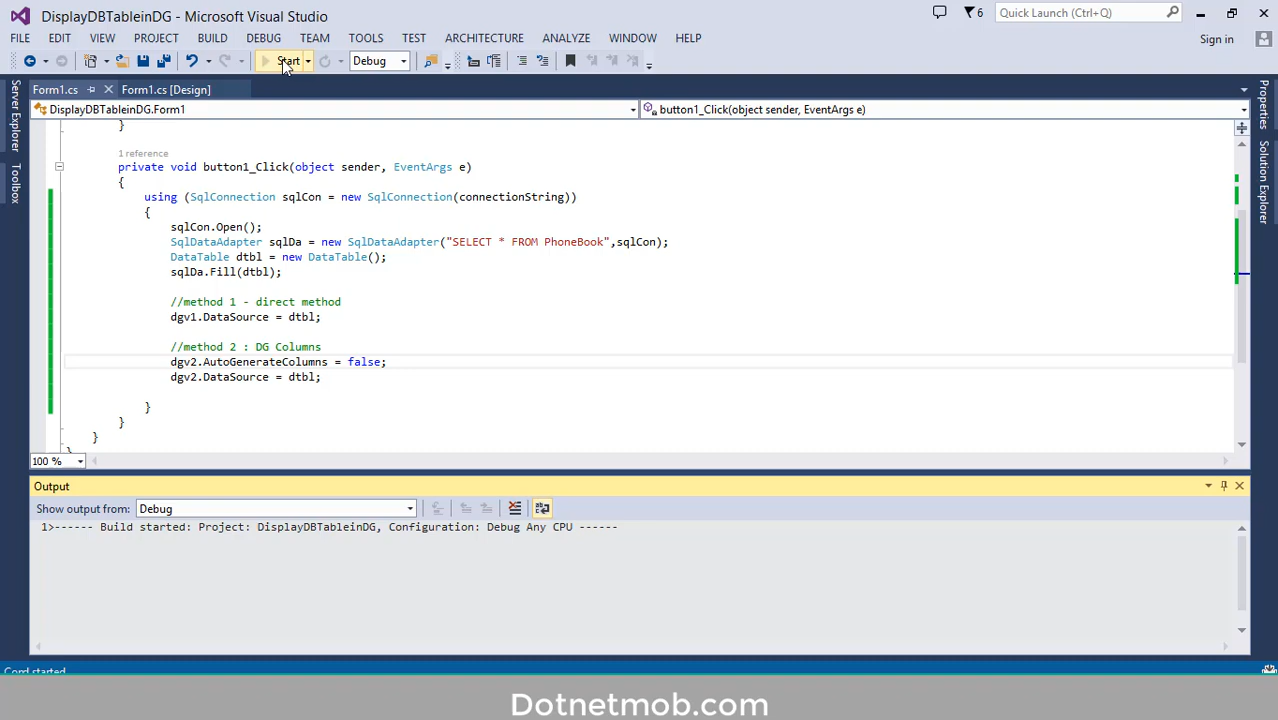 DisplayDBTableinDG - Microsoft Visual Studio
6
Quick Launch (Ctrl+Q)
FILE EDIT VIEW PROJECT BUILD DEBUG TEAM TOOLS TEST ARCHITECTURE ANALYZE WINDOW HELP
Sign in
Start
Debug
Form1.cs
Form1.cs [Design]
Server Explorer
Toolbox
Properties
Solution Explorer
DisplayDBTableinDG.Form1
button1_Click(object sender, EventArgs e)
}
1 reference
private void button1_Click(object sender, EventArgs e)
{
using (SqlConnection sqlCon = new SqlConnection(connectionString))
{
sqlCon.Open();
SqlDataAdapter sqlDa = new SqlDataAdapter("SELECT * FROM PhoneBook",sqlCon);
DataTable dtbl = new DataTable();
sqlDa.Fill(dtbl);
//method 1 - direct method
dgv1.DataSource = dtbl;
//method 2 : DG Columns
dgv2.AutoGenerateColumns = false;
dgv2.DataSource = dtbl;
}
}
}
100 %
Output
Show output from:
Debug
1>------ Build started: Project: DisplayDBTableinDG, Configuration: Debug Any CPU ------
Dotnetmob.com